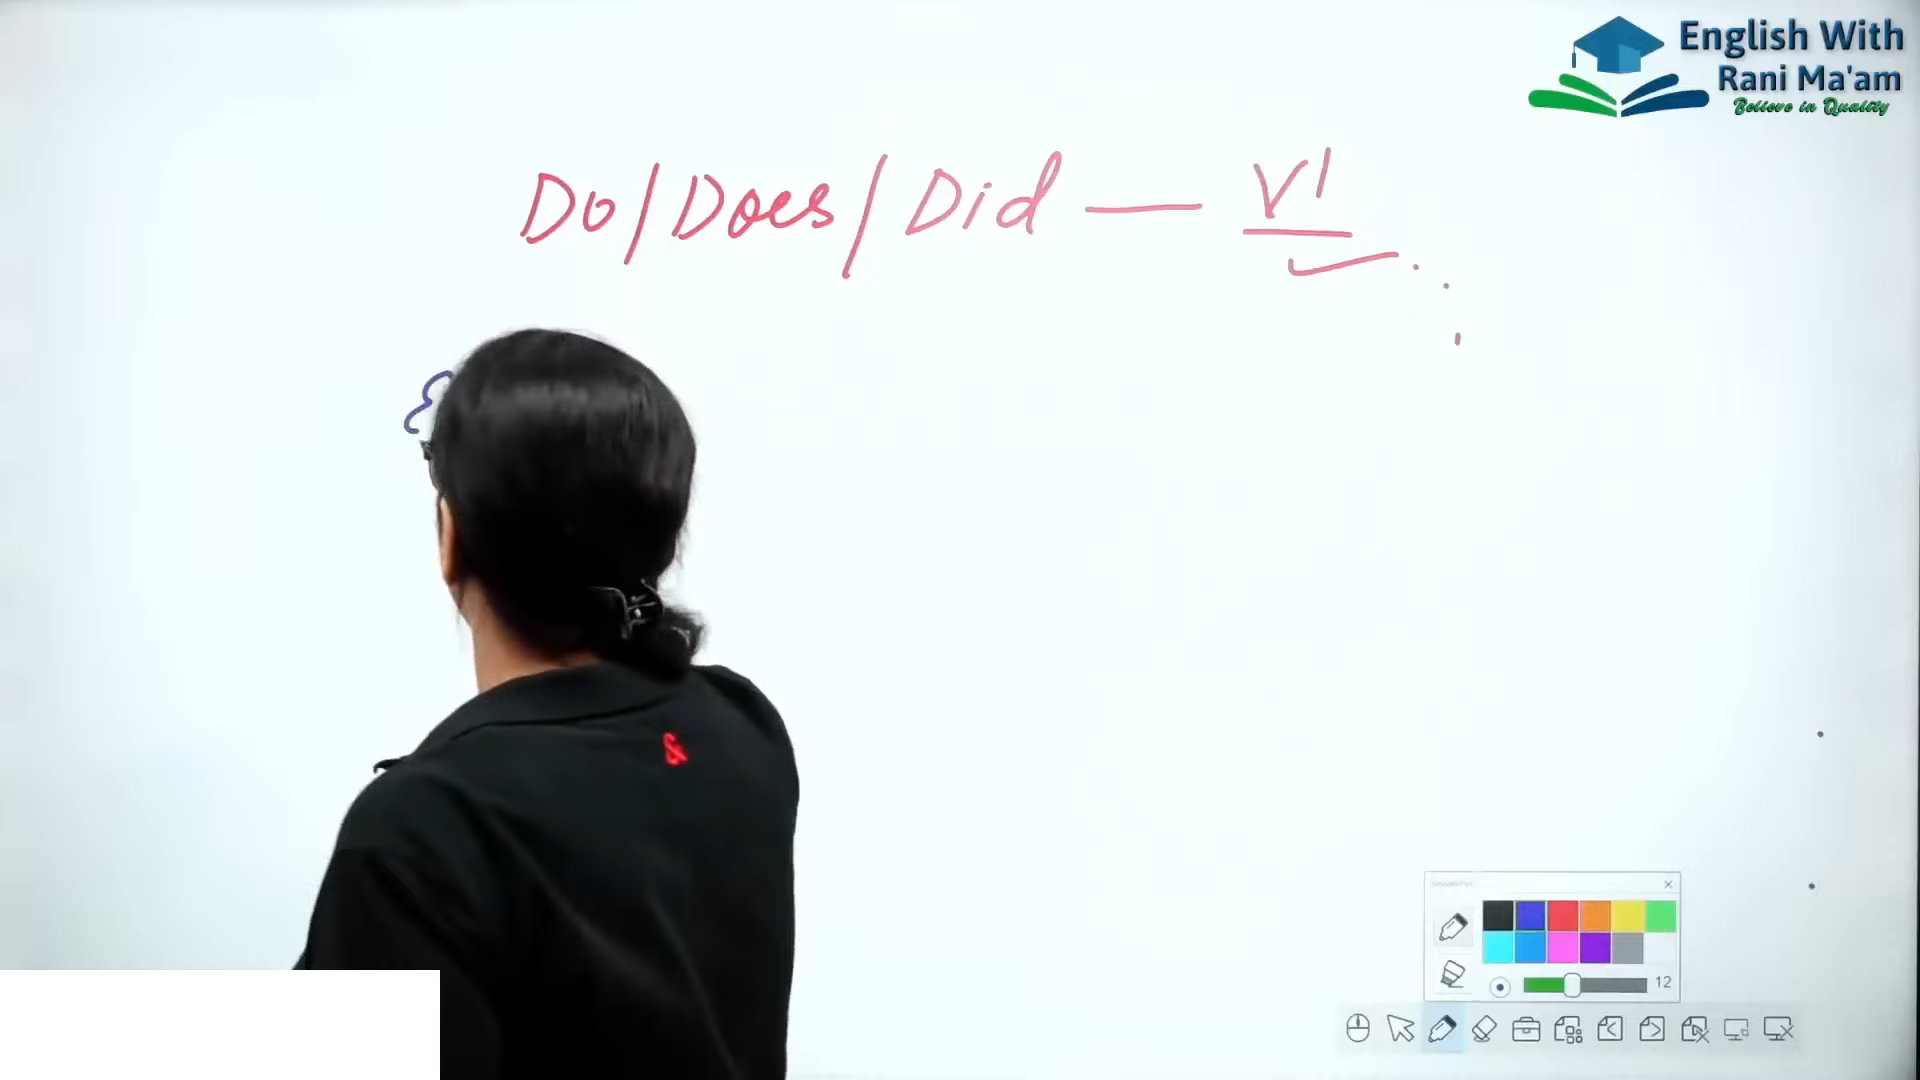 English With
Rani Ma'am
Believe in Quality
Do/Does/Did — V1
&
12